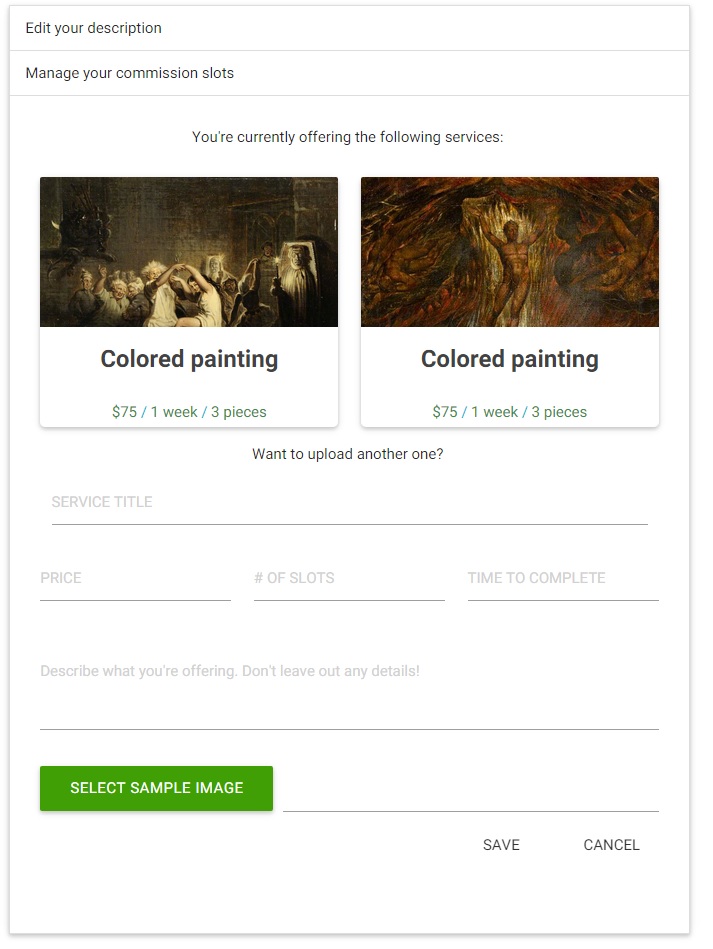 Edit your description
Manage your commission slots
You're currently offering the following services:
Colored painting
$75 / 1 week / 3 pieces
Colored painting
$75 / 1 week / 3 pieces
Want to upload another one?
SERVICE TITLE
PRICE
# OF SLOTS
TIME TO COMPLETE
Describe what you're offering. Don't leave out any details!
SELECT SAMPLE IMAGE
SAVE
CANCEL